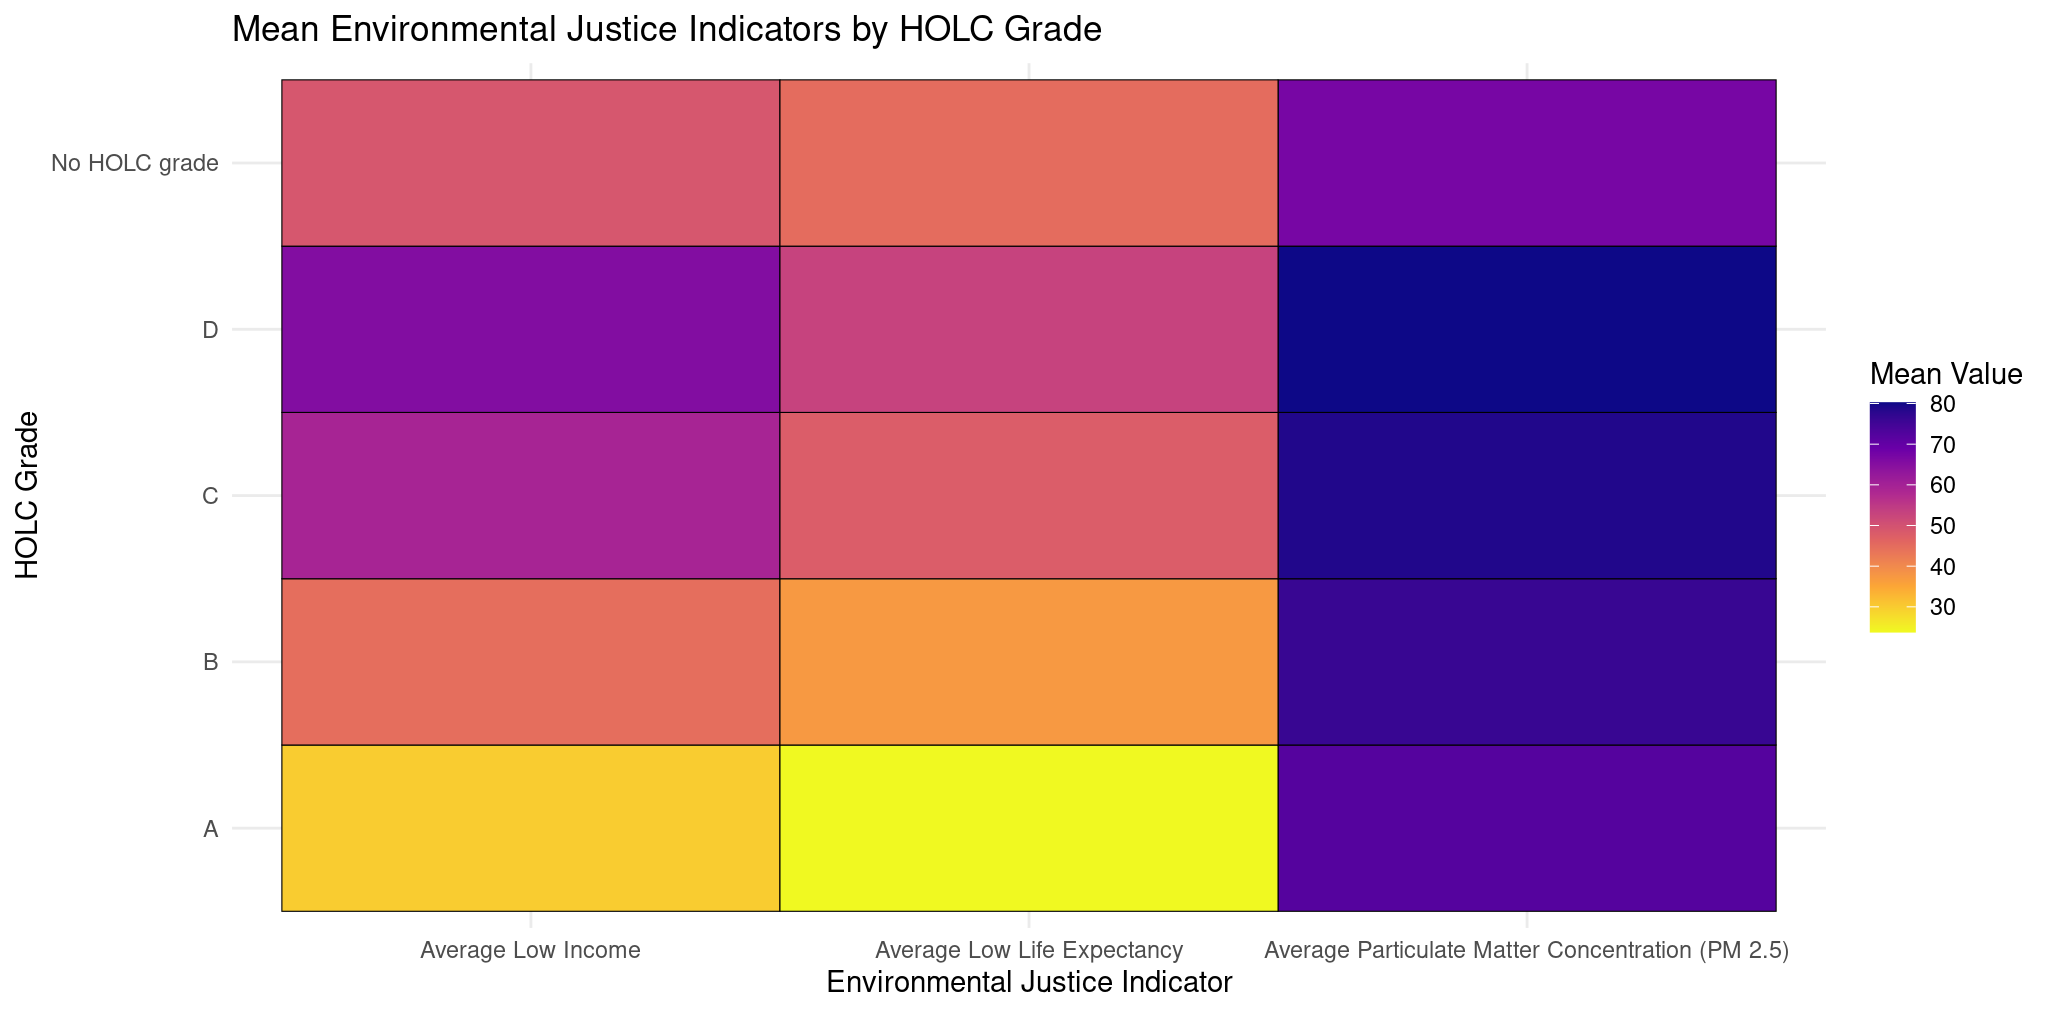 Mean Environmental Justice Indicators by HOLC Grade
No HOLC grade
D
C
B
A
HOLC Grade
Average Low Income
Average Low Life Expectancy
Average Particulate Matter Concentration (PM 2.5)
Environmental Justice Indicator
Mean Value
80
70
60
50
40
30